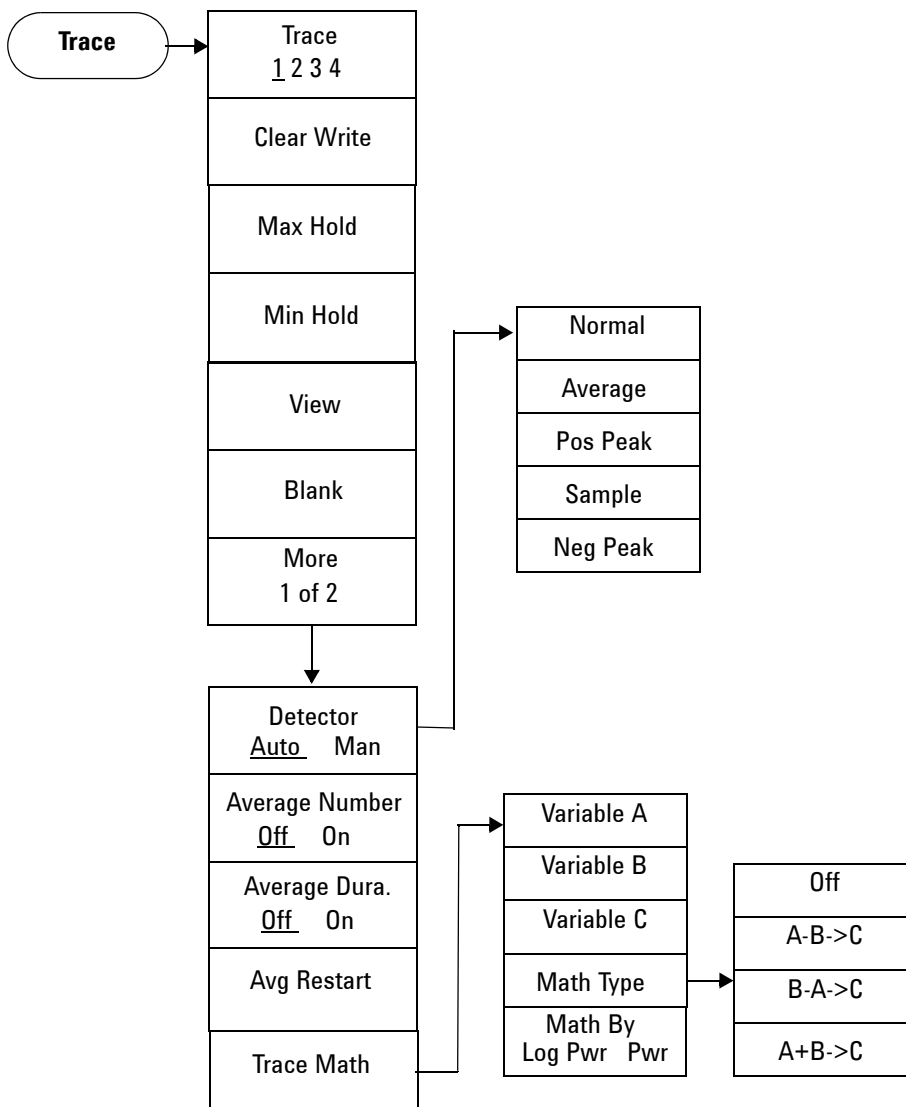 Trace
Trace
1 2 3 4
Clear Write
Max Hold
Min Hold
View
Blank
More
1 of 2
Normal
Average
Pos Peak
Sample
Neg Peak
Detector
Auto Man
Average Number
Off On
Average Dura.
Off On
Avg Restart
Trace Math
Variable A
Variable B
Variable C
Math Type
Math By
Log Pwr Pwr
Off
A-B->C
B-A->C
A+B->C